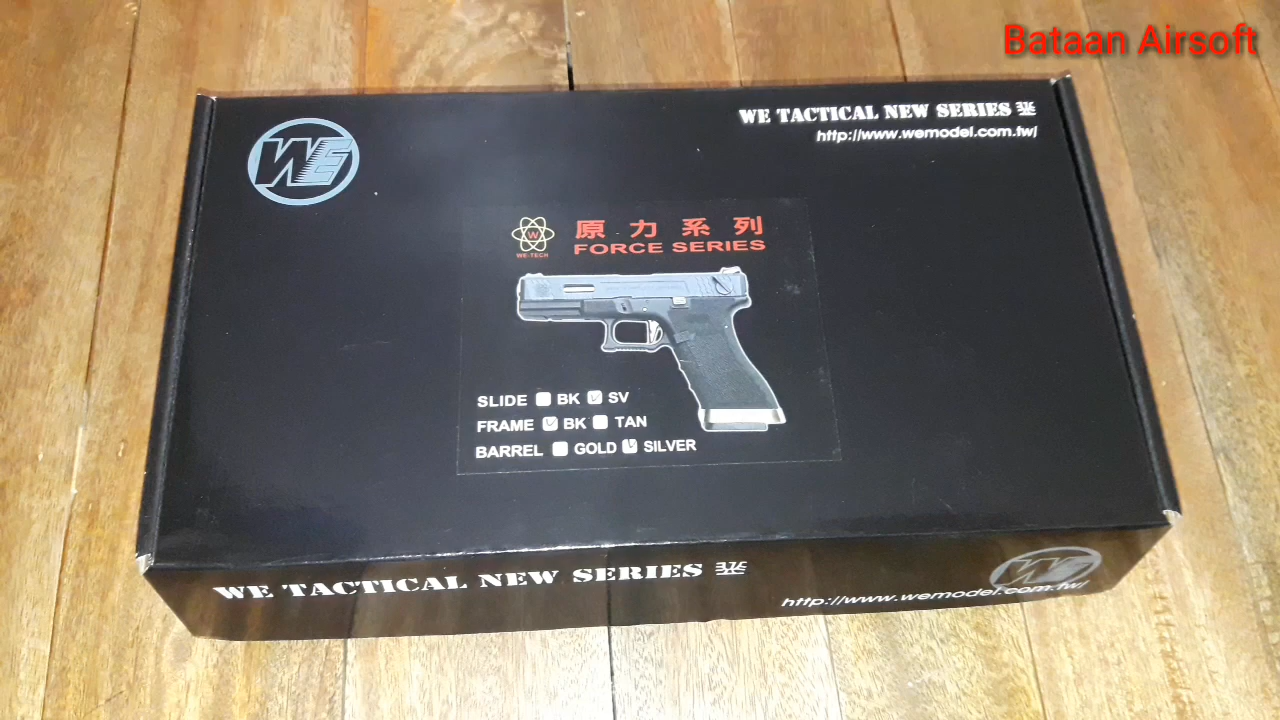 Bataan Airsoft
WE
WE TACTICAL NEW SERIES
http://www.wemodel.com.tw/
W
WE-TECH
原力系列
FORCE SERIES
SLIDE BK SV
FRAME BK TAN
BARREL GOLD SILVER
WE TACTICAL NEW SERIES
WE
http://www.wemodel.com.tw/